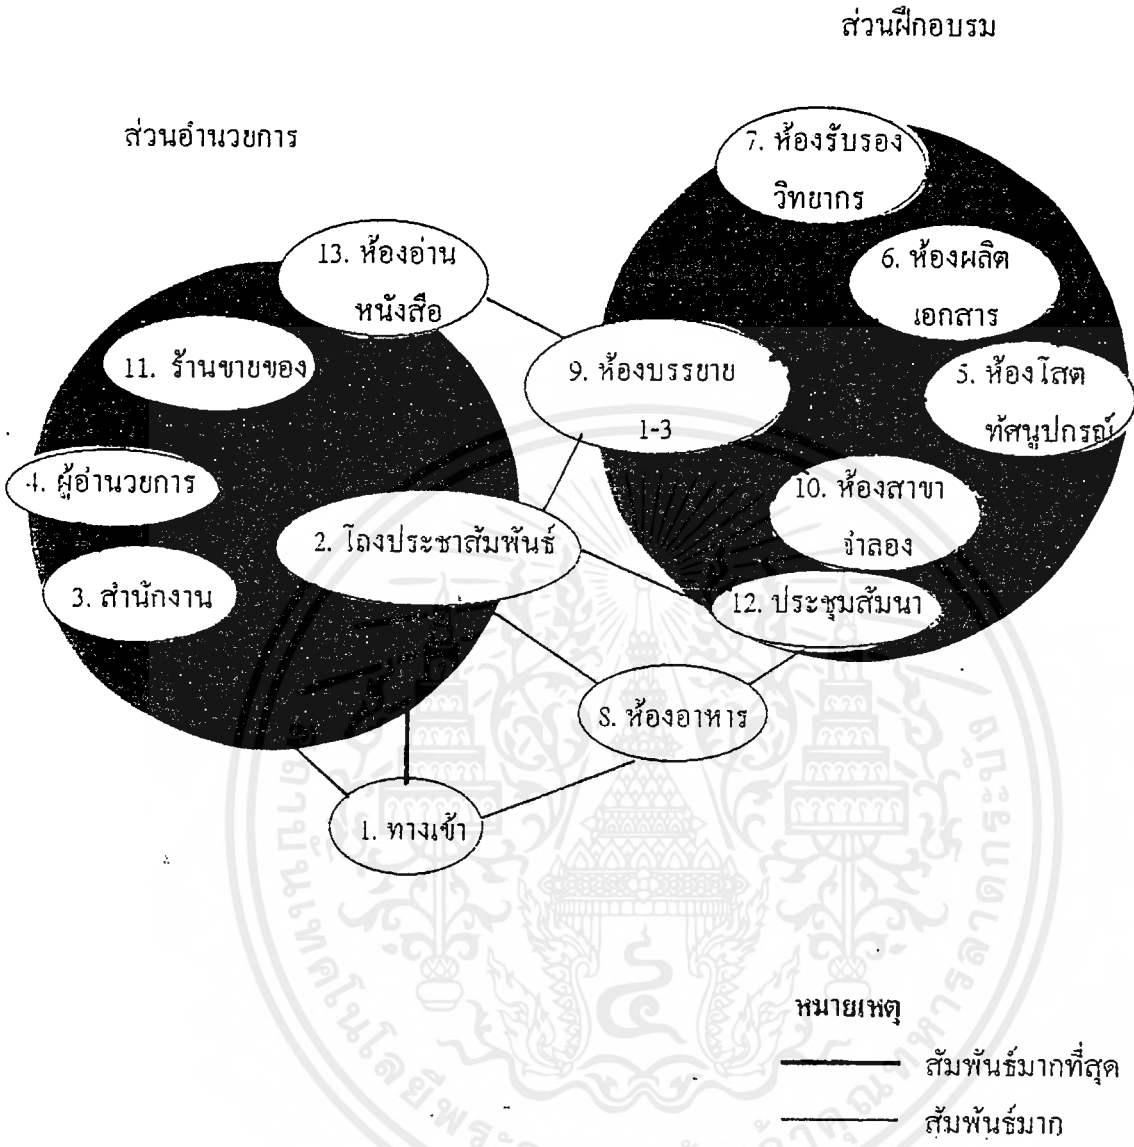 ส่วนฝึกอบรม
ส่วนอำนวยการ
7. ห้องรับรอง
วิทยากร
13. ห้องอ่าน
หนังสือ
6. ห้องผลิต
เอกสาร
11. ร้านขายของ
9. ห้องบรรยาย
1-3
5. ห้องโสต
ทัศนูปกรณ์
4. ผู้อำนวยการ
10. ห้องสาขา
จำลอง
2. โถงประชาสัมพันธ์
3. สำนักงาน
12. ประชุมสัมนา
8. ห้องอาหาร
1. ทางเข้า
หมายเหตุ
สัมพันธ์มากที่สุด
สัมพันธ์มาก